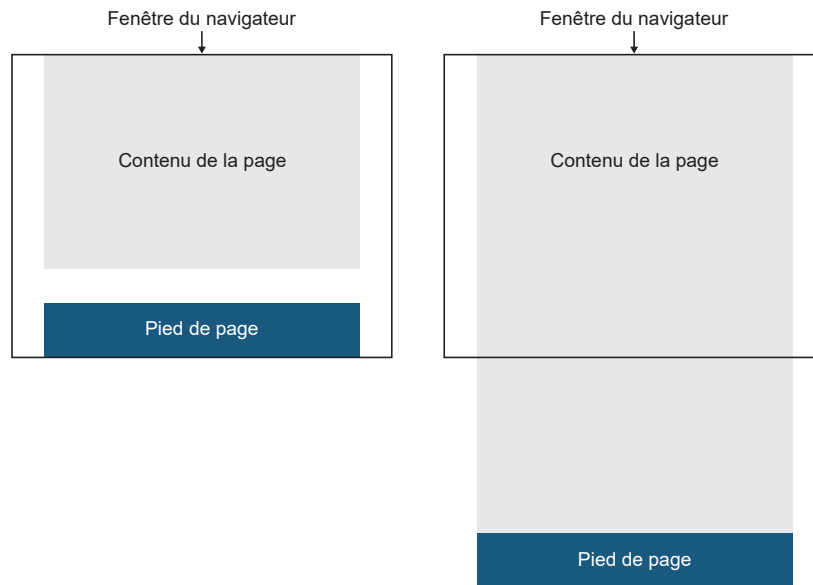 Fenêtre du navigateur
Contenu de la page
Pied de page
Fenêtre du navigateur
Contenu de la page
Pied de page